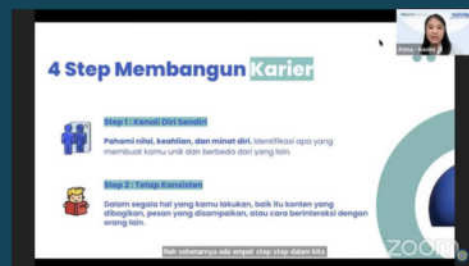 4 Step Membangun Karier
Step 1 : Kenali Diri Sendiri
Pahami nilai, keahlian, dan minat diri. Identifikasi apa yang
membuat kamu unik dan berbeda dari yang lain.
Step 2 : Tetap Konsisten
Dalam segala hal yang kamu lakukan, baik itu konten yang
dibagikan, pesan yang disampaikan, atau cara berinteraksi dengan
orang lain.
Nah sebenarnya ada empat step step dalam kita
zoom